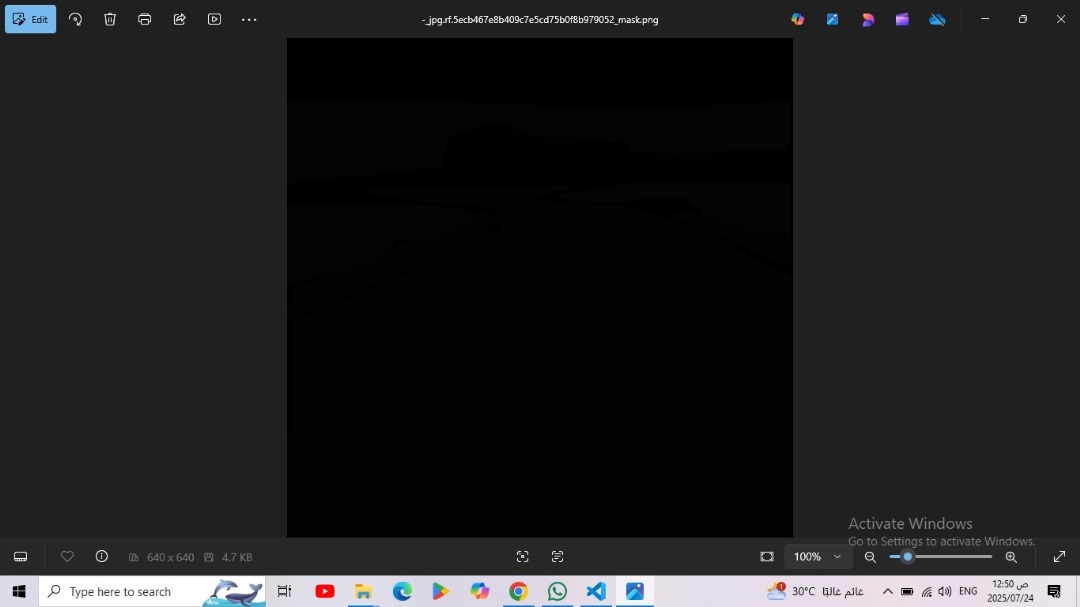 Edit
-_jpg.rf.5ecb467e8b409c7e5cd75b0f8b979052_mask.png
Activate Windows
Go to Settings to activate Windows.
640 x 640 4.7 KB
100%
Type here to search
1
30°C غائم غالبًا
ENG
12:50 ص
2025/07/24